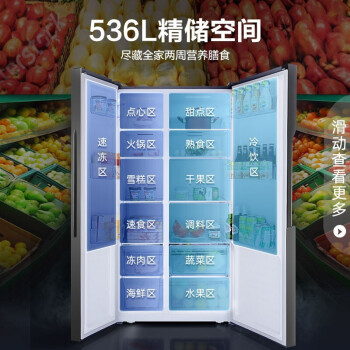 536L精储空间
尽藏全家两周营养膳食
点心区
甜点区
速冻区
火锅区
熟食区
冷饮区
雪糕区
干果区
速食区
调料区
冻肉区
蔬菜区
海鲜区
水果区
滑动查看更多